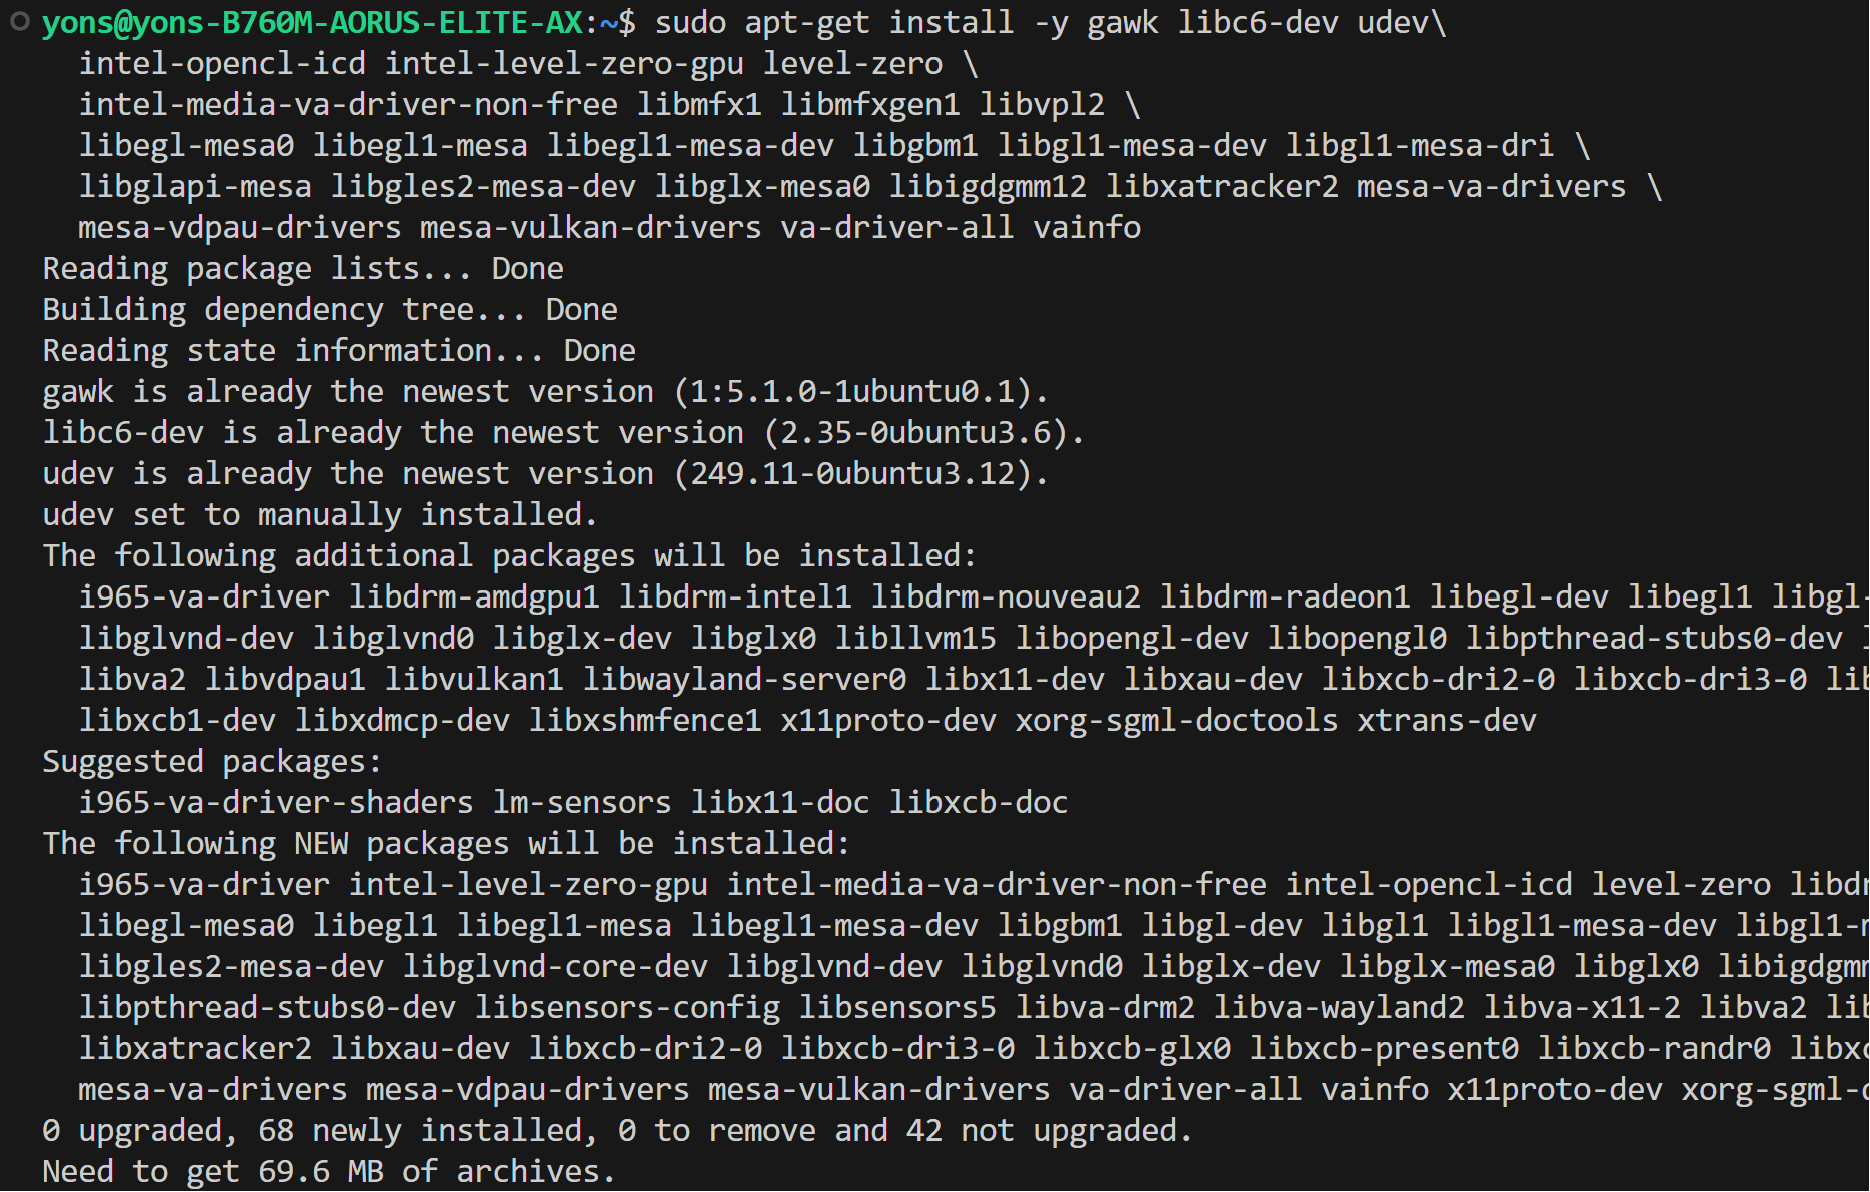 yons@yons-B760M-AORUS-ELITE-AX:~$ sudo apt-get install -y gawk libc6-dev udev\
  intel-opencl-icd intel-level-zero-gpu level-zero \
  intel-media-va-driver-non-free libmfx1 libmfxgen1 libvpl2 \
  libegl-mesa0 libegl1-mesa libegl1-mesa-dev libgbm1 libgl1-mesa-dev libgl1-mesa-dri \
  libglapi-mesa libgles2-mesa-dev libglx-mesa0 libigdgmm12 libxatracker2 mesa-va-drivers \
  mesa-vdpau-drivers mesa-vulkan-drivers va-driver-all vainfo
Reading package lists... Done
Building dependency tree... Done
Reading state information... Done
gawk is already the newest version (1:5.1.0-1ubuntu0.1).
libc6-dev is already the newest version (2.35-0ubuntu3.6).
udev is already the newest version (249.11-0ubuntu3.12).
udev set to manually installed.
The following additional packages will be installed:
  i965-va-driver libdrm-amdgpu1 libdrm-intel1 libdrm-nouveau2 libdrm-radeon1 libegl-dev libegl1 libgl-
  libglvnd-dev libglvnd0 libglx-dev libglx0 libllvm15 libopengl-dev libopengl0 libpthread-stubs0-dev l
  libva2 libvdpau1 libvulkan1 libwayland-server0 libx11-dev libxau-dev libxcb-dri2-0 libxcb-dri3-0 lib
  libxcb1-dev libxdmcp-dev libxshmfence1 x11proto-dev xorg-sgml-doctools xtrans-dev
Suggested packages:
  i965-va-driver-shaders lm-sensors libx11-doc libxcb-doc
The following NEW packages will be installed:
  i965-va-driver intel-level-zero-gpu intel-media-va-driver-non-free intel-opencl-icd level-zero libdr
  libegl-mesa0 libegl1 libegl1-mesa libegl1-mesa-dev libgbm1 libgl-dev libgl1 libgl1-mesa-dev libgl1-m
  libgles2-mesa-dev libglvnd-core-dev libglvnd-dev libglvnd0 libglx-dev libglx-mesa0 libglx0 libigdgmm
  libpthread-stubs0-dev libsensors-config libsensors5 libva-drm2 libva-wayland2 libva-x11-2 libva2 lib
  libxatracker2 libxau-dev libxcb-dri2-0 libxcb-dri3-0 libxcb-glx0 libxcb-present0 libxcb-randr0 libxc
  mesa-va-drivers mesa-vdpau-drivers mesa-vulkan-drivers va-driver-all vainfo x11proto-dev xorg-sgml-d
0 upgraded, 68 newly installed, 0 to remove and 42 not upgraded.
Need to get 69.6 MB of archives.